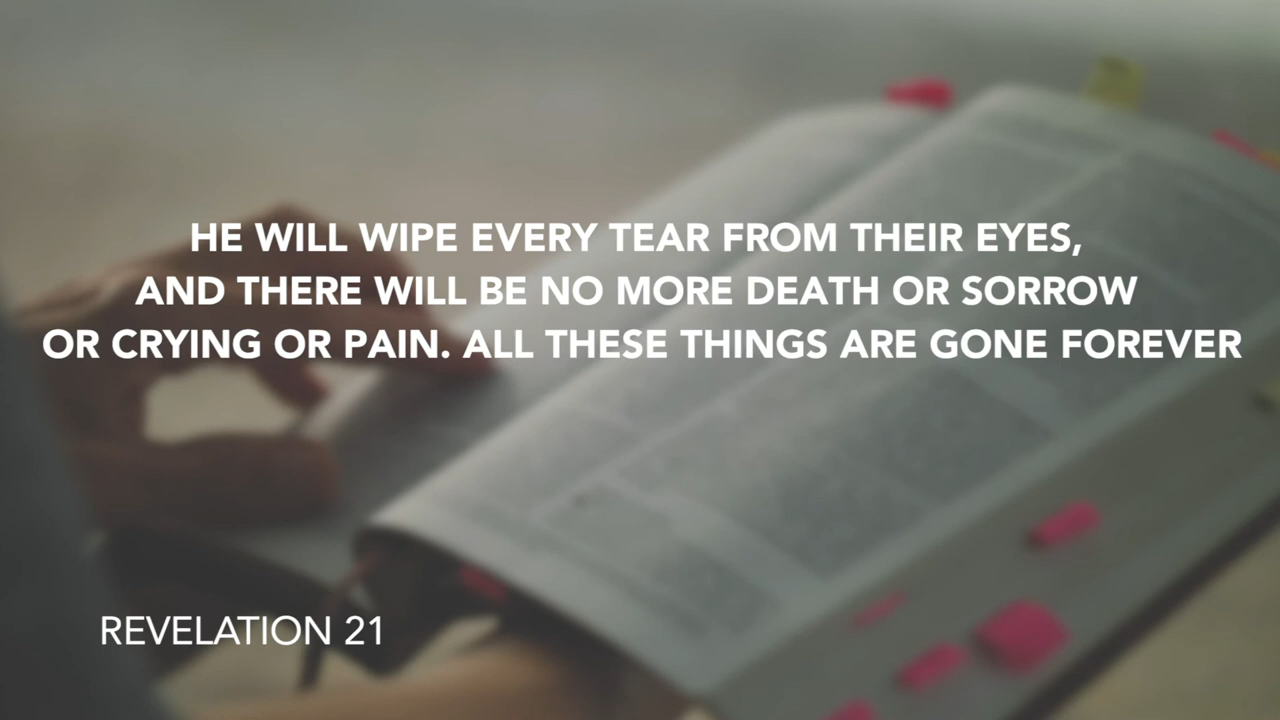 HE WILL WIPE EVERY TEAR FROM THEIR EYES,
AND THERE WILL BE NO MORE DEATH OR SORROW
OR CRYING OR PAIN. ALL THESE THINGS ARE GONE FOREVER
REVELATION 21